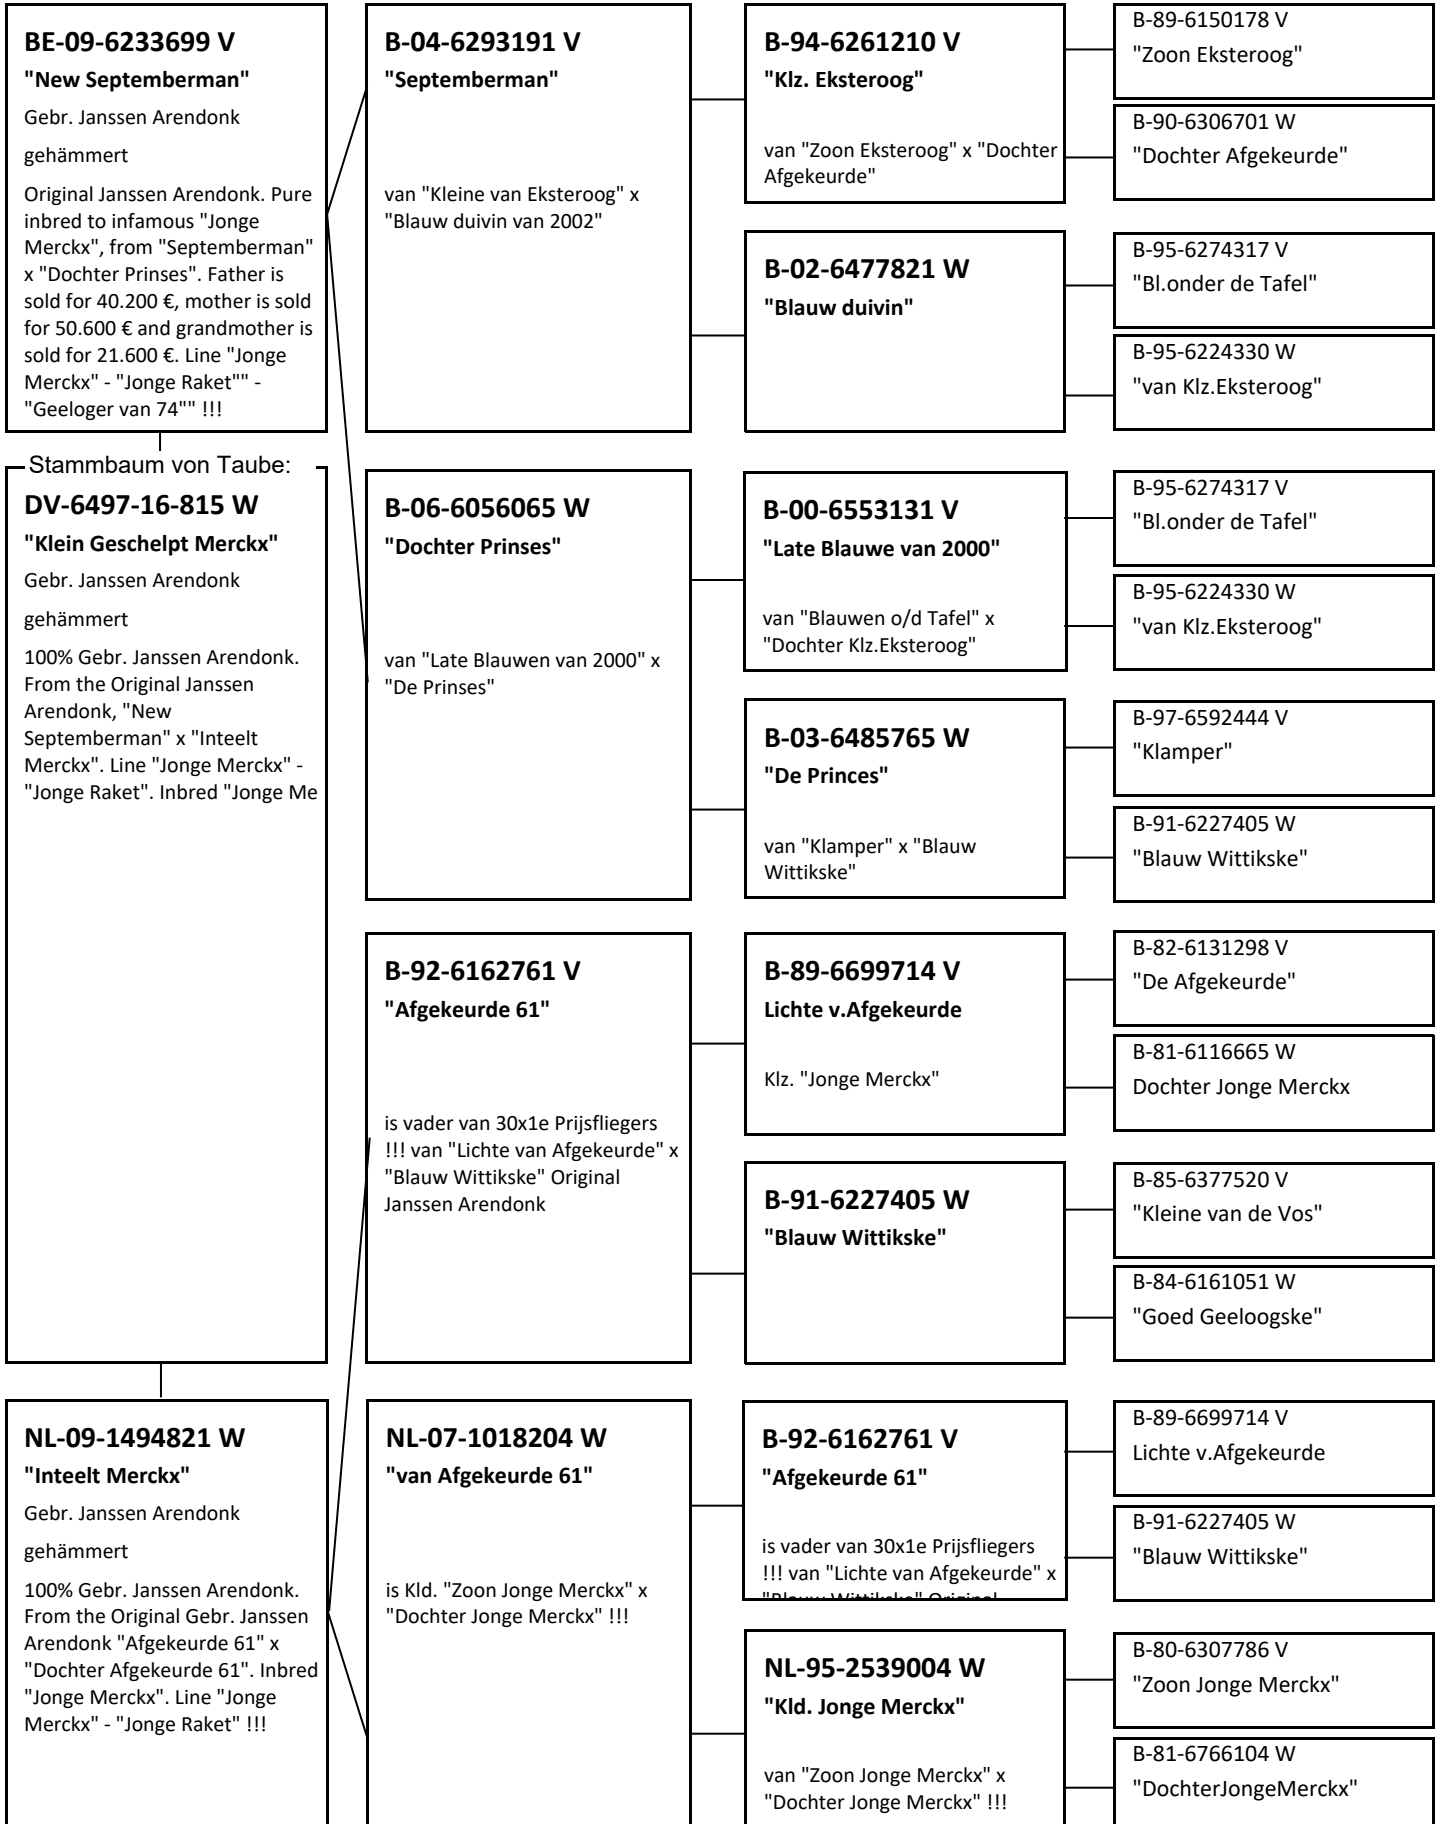 BE-09-6233699 V
"New Septemberman"
Gebr. Janssen Arendonk
gehämmert
Original Janssen Arendonk. Pure
inbred to infamous "Jonge
Merckx", from "Septemberman"
x "Dochter Prinses". Father is
sold for 40.200 €, mother is sold
for 50.600 € and grandmother is
sold for 21.600 €. Line "Jonge
Merckx" - "Jonge Raket"" -
"Geeloger van 74"" !!!
Stammbaum von Taube:
DV-6497-16-815 W
"Klein Geschelpt Merckx"
Gebr. Janssen Arendonk
gehämmert
100% Gebr. Janssen Arendonk.
From the Original Janssen
Arendonk, "New
Septemberman" x "Inteelt
Merckx". Line "Jonge Merckx" -
"Jonge Raket". Inbred "Jonge Me
NL-09-1494821 W
"Inteelt Merckx"
Gebr. Janssen Arendonk
gehämmert
100% Gebr. Janssen Arendonk.
From the Original Gebr. Janssen
Arendonk "Afgekeurde 61" x
"Dochter Afgekeurde 61". Inbred
"Jonge Merckx". Line "Jonge
Merckx" - "Jonge Raket" !!!
B-04-6293191 V
"Septemberman"
van "Kleine van Eksteroog" x
"Blauw duivin van 2002"
B-06-6056065 W
"Dochter Prinses"
van "Late Blauwen van 2000" x
"De Prinses"
B-92-6162761 V
"Afgekeurde 61"
is vader van 30x1e Prijsfliegers
!!! van "Lichte van Afgekeurde" x
"Blauw Wittikske" Original
Janssen Arendonk
NL-07-1018204 W
"van Afgekeurde 61"
is Kld. "Zoon Jonge Merckx" x
"Dochter Jonge Merckx" !!!
B-94-6261210 V
"Klz. Eksteroog"
van "Zoon Eksteroog" x "Dochter
Afgekeurde"
B-02-6477821 W
"Blauw duivin"
B-00-6553131 V
"Late Blauwe van 2000"
van "Blauwen o/d Tafel" x
"Dochter Klz.Eksteroog"
B-03-6485765 W
"De Princes"
van "Klamper" x "Blauw
Wittikske"
B-89-6699714 V
Lichte v.Afgekeurde
Klz. "Jonge Merckx"
B-91-6227405 W
"Blauw Wittikske"
B-92-6162761 V
"Afgekeurde 61"
is vader van 30x1e Prijsfliegers
!!! van "Lichte van Afgekeurde" x
"Blauw Wittikske" Original
NL-95-2539004 W
"Kld. Jonge Merckx"
van "Zoon Jonge Merckx" x
"Dochter Jonge Merckx" !!!
B-89-6150178 V
"Zoon Eksteroog"
B-90-6306701 W
"Dochter Afgekeurde"
B-95-6274317 V
"Bl.onder de Tafel"
B-95-6224330 W
"van Klz.Eksteroog"
B-95-6274317 V
"Bl.onder de Tafel"
B-95-6224330 W
"van Klz.Eksteroog"
B-97-6592444 V
"Klamper"
B-91-6227405 W
"Blauw Wittikske"
B-82-6131298 V
"De Afgekeurde"
B-81-6116665 W
Dochter Jonge Merckx
B-85-6377520 V
"Kleine van de Vos"
B-84-6161051 W
"Goed Geeloogske"
B-89-6699714 V
Lichte v.Afgekeurde
B-91-6227405 W
"Blauw Wittikske"
B-80-6307786 V
"Zoon Jonge Merckx"
B-81-6766104 W
"DochterJongeMerckx"